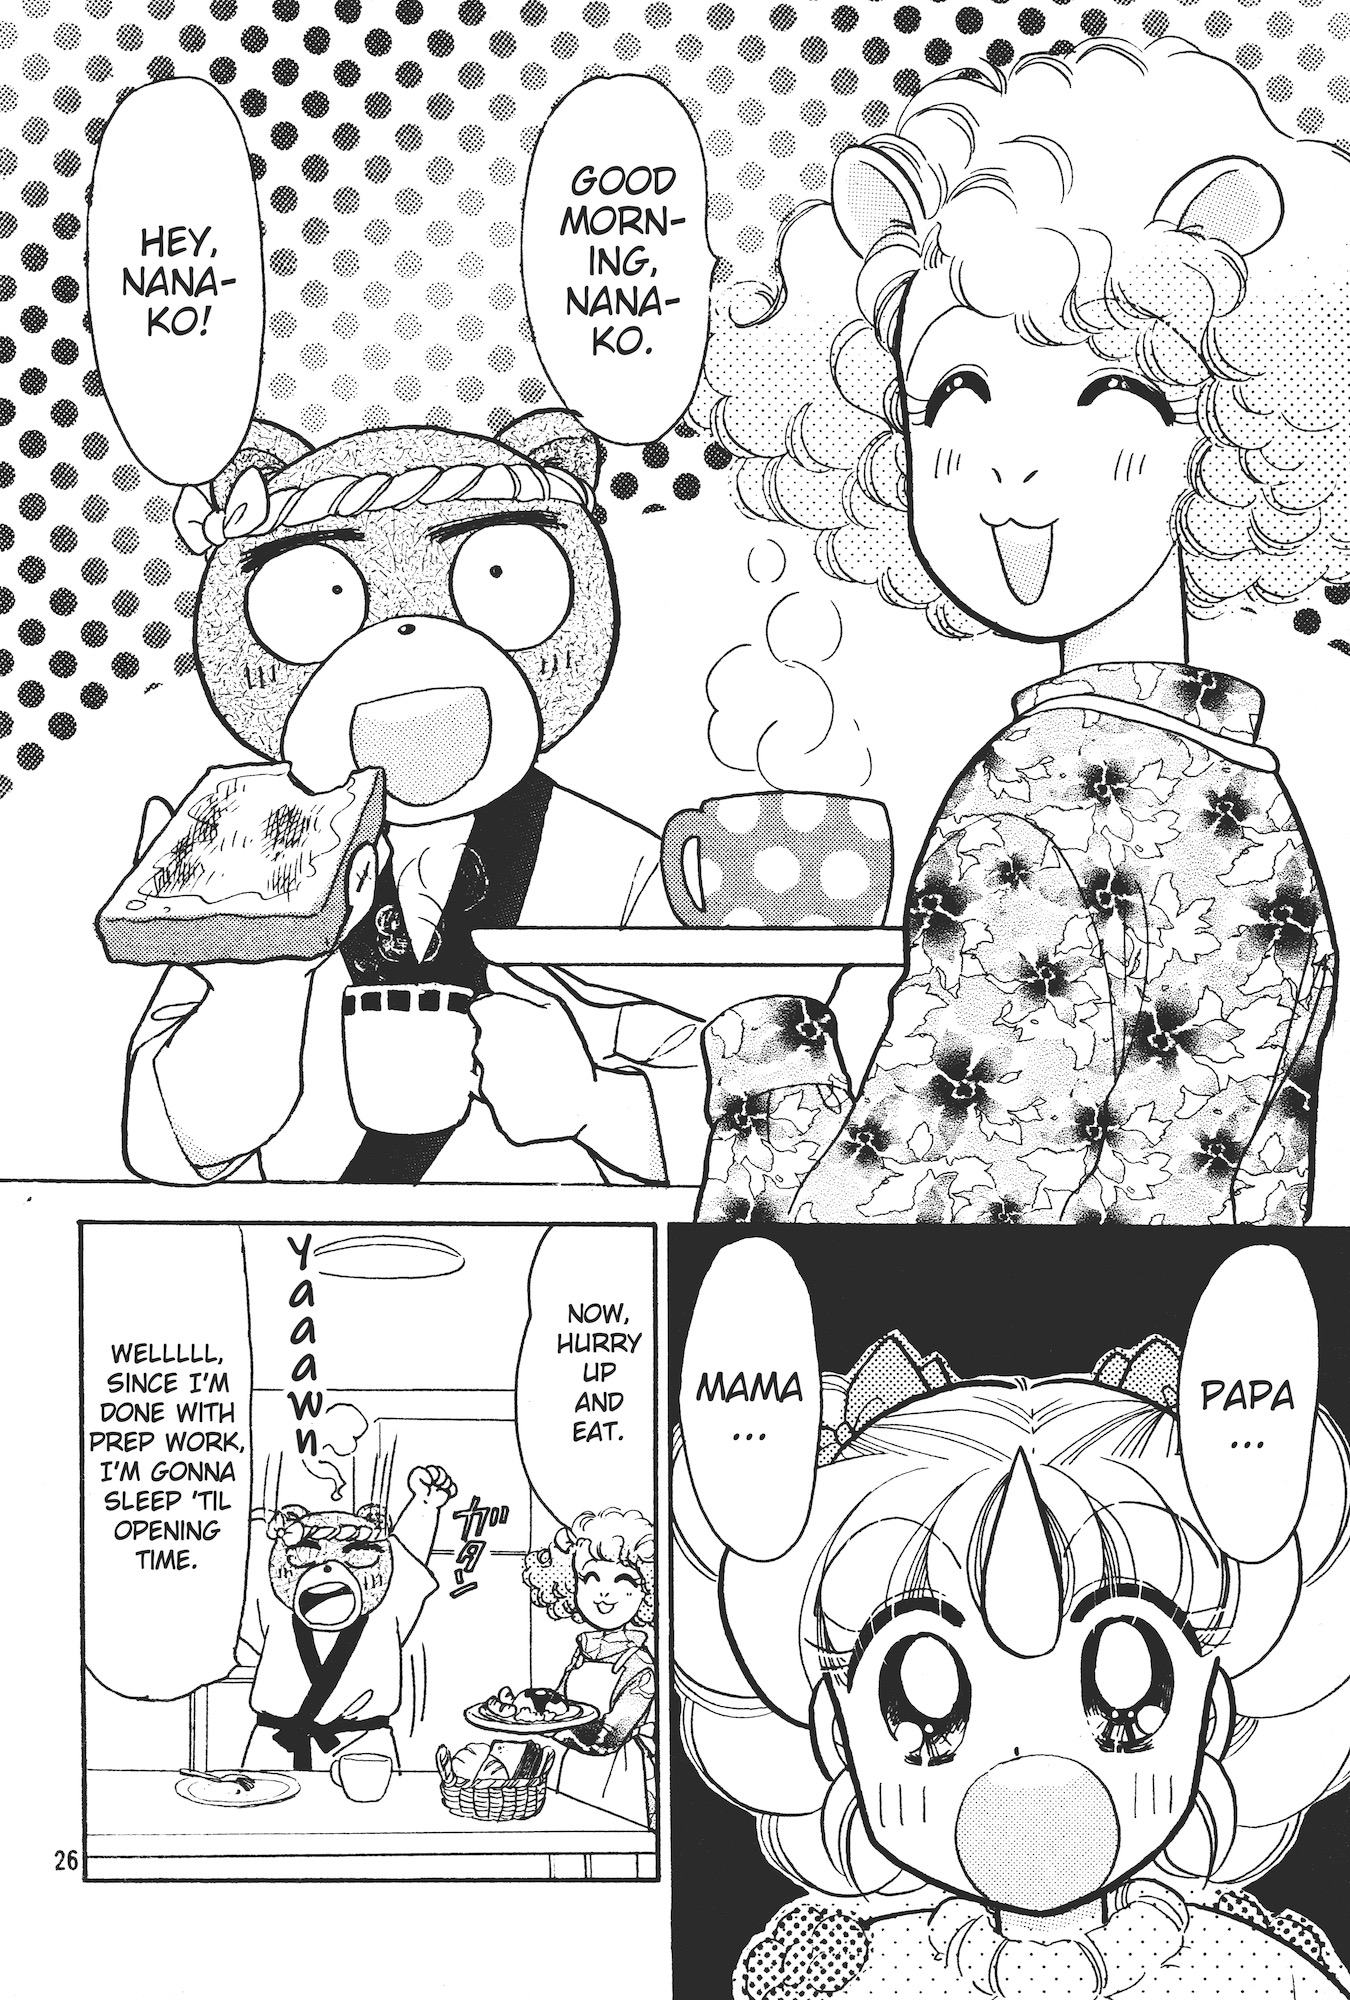 GOOD
MORN-
ING,
NANA-
KO.
HEY,
NANA-
KO!
PAPA
...
MAMA
...
NOW,
HURRY
UP
AND
EAT.
yaaawn
ガタン
WELLLLL,
SINCE I'M
DONE WITH
PREP WORK,
I'M GONNA
SLEEP 'TIL
OPENING
TIME.
26